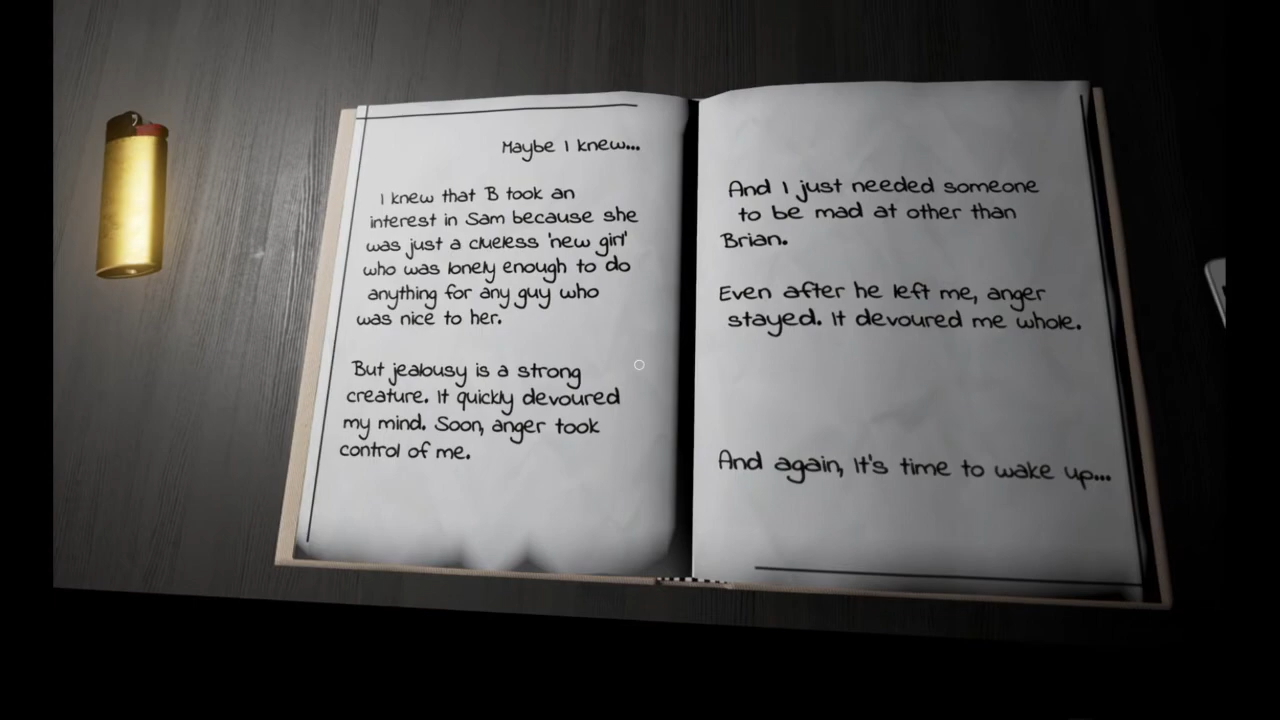 Maybe I knew...
I knew that B took an
interest in Sam because she
was just a clueless 'new girl'
who was lonely enough to do
anything for any guy who
was nice to her.
But jealousy is a strong
creature. It quickly devoured
my mind. Soon, anger took
control of me.
And I just needed someone
to be mad at other than
Brian.
Even after he left me, anger
stayed. It devoured me whole.
And again, It's time to wake up...